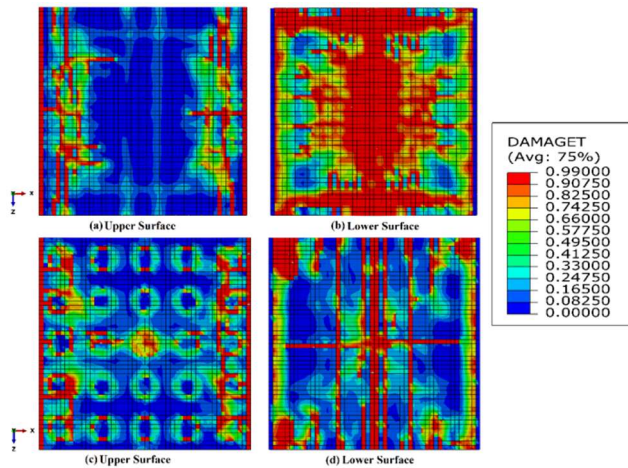 (a) Upper Surface
(b) Lower Surface
DAMAGET
(Avg: 75%)
0.99000
0.90750
0.82500
0.74250
0.66000
0.57750
0.49500
0.41250
0.33000
0.24750
0.16500
0.08250
0.00000
x
z
(c) Upper Surface
(d) Lower Surface
x
z